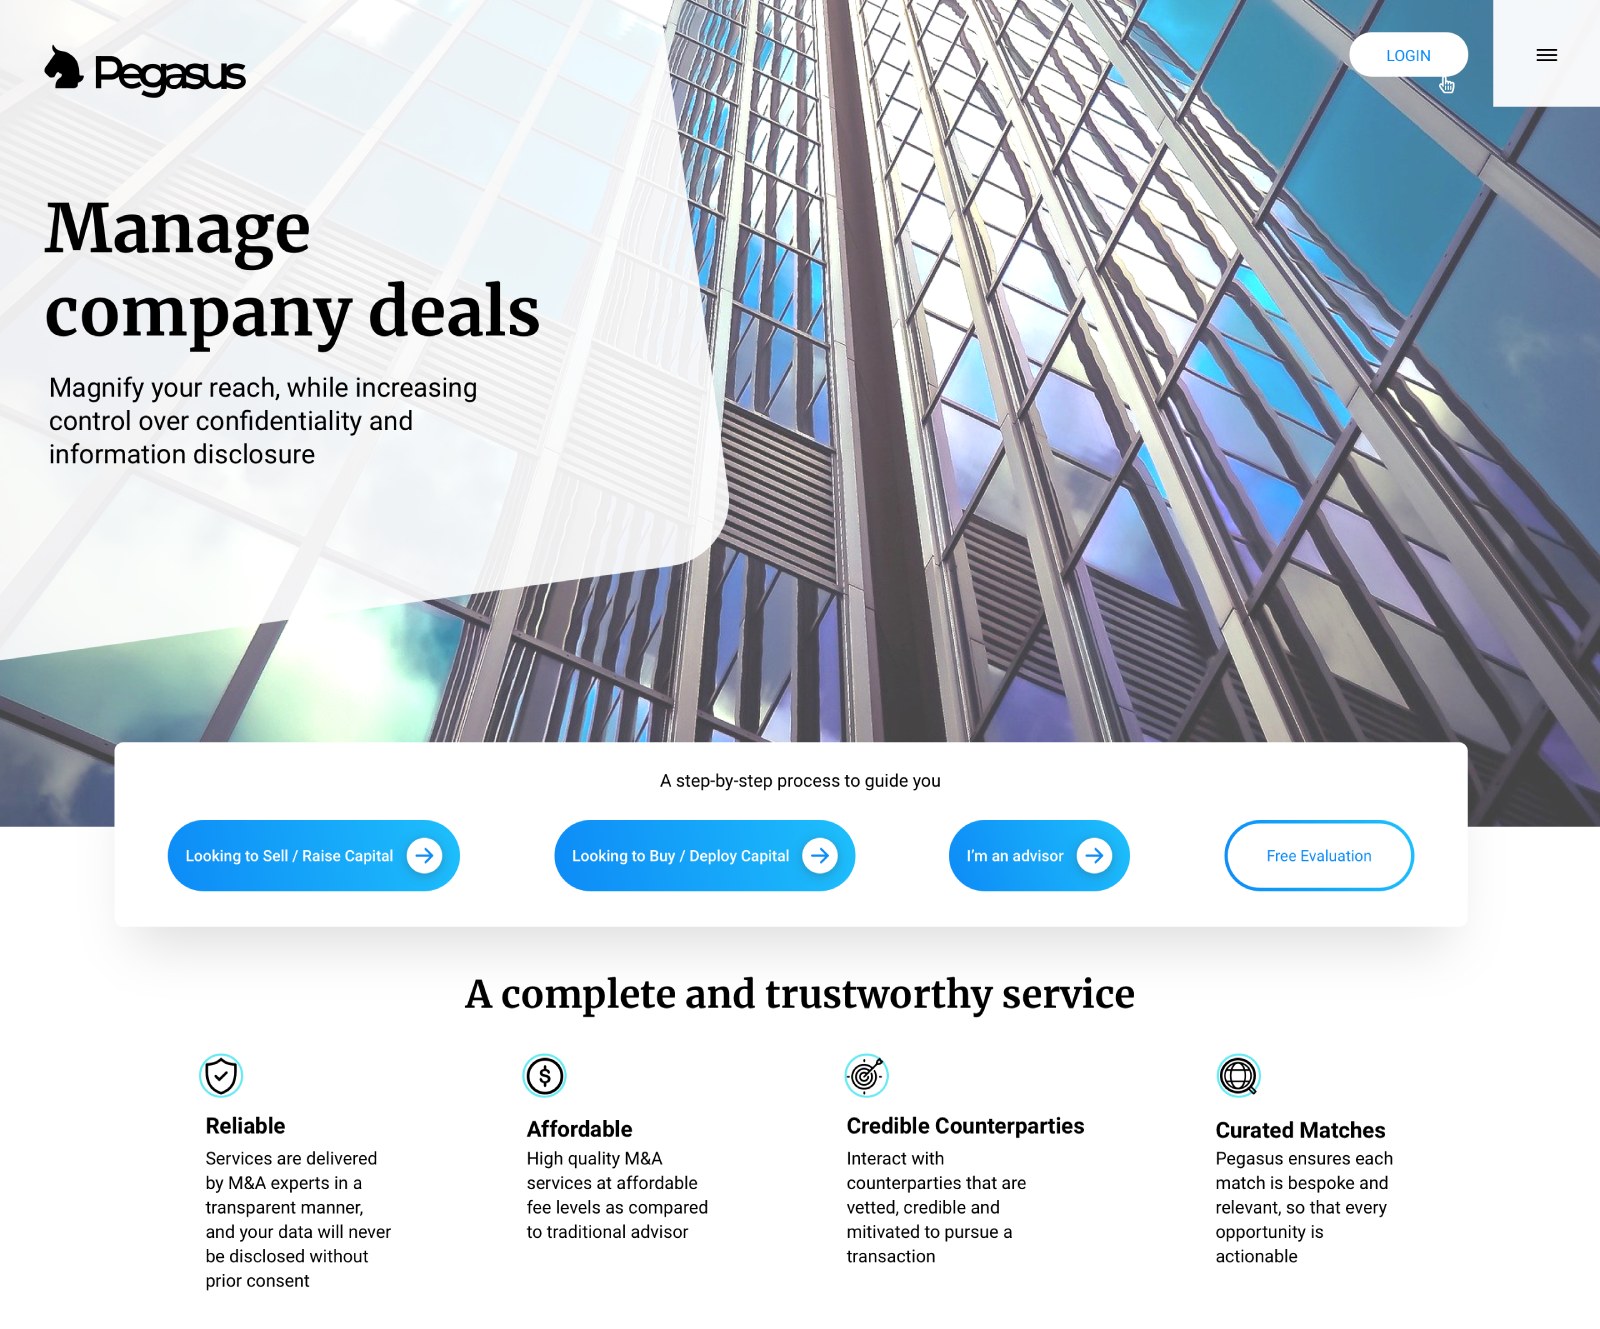 Pegasus
LOGIN
Manage
company deals
Magnify your reach, while increasing
control over confidentiality and
information disclosure
A step-by-step process to guide you
Looking to Sell / Raise Capital
Looking to Buy / Deploy Capital
I'm an advisor
Free Evaluation
A complete and trustworthy service
Reliable
Services are delivered
by M&A experts in a
transparent manner,
and your data will never
be disclosed without
prior consent
Affordable
High quality M&A
services at affordable
fee levels as compared
to traditional advisor
Credible Counterparties
Interact with
counterparties that are
vetted, credible and
mitivated to pursue a
transaction
Curated Matches
Pegasus ensures each
match is bespoke and
relevant, so that every
opportunity is
actionable